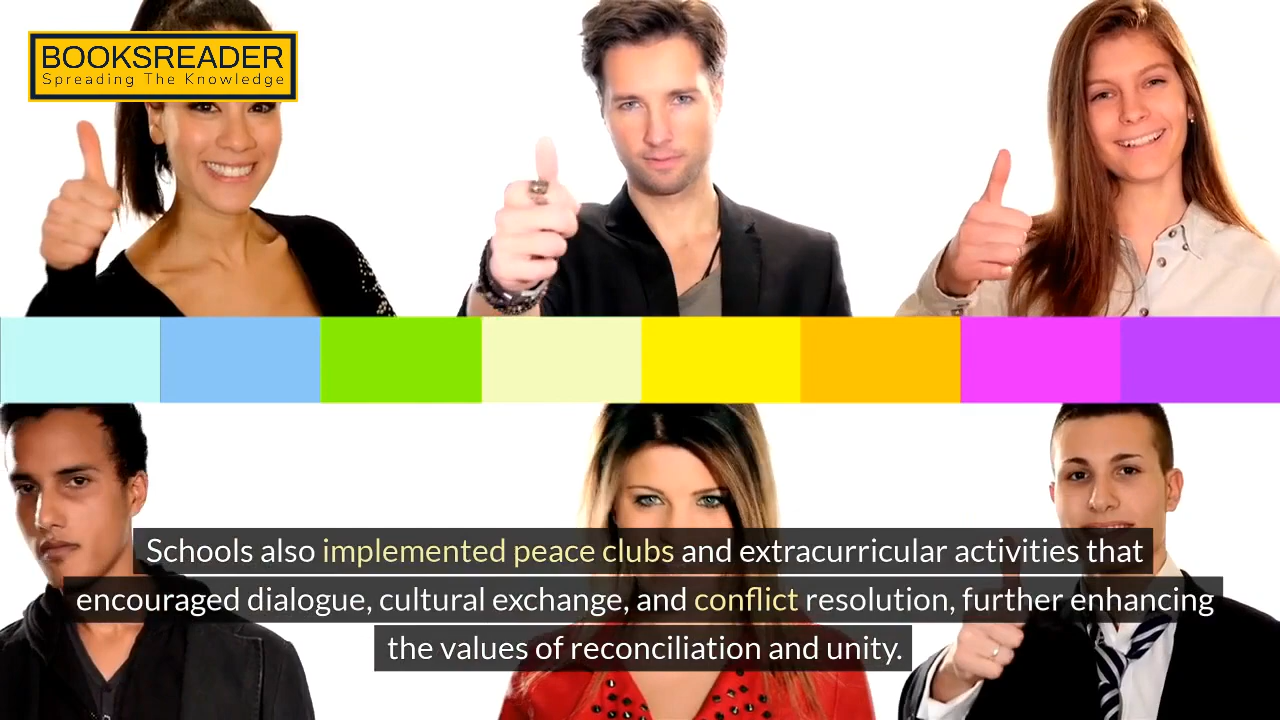 BOOKSREADER
Spreading The Knowledge
Schools also implemented peace clubs and extracurricular activities that
encouraged dialogue, cultural exchange, and conflict resolution, further enhancing
the values of reconciliation and unity.